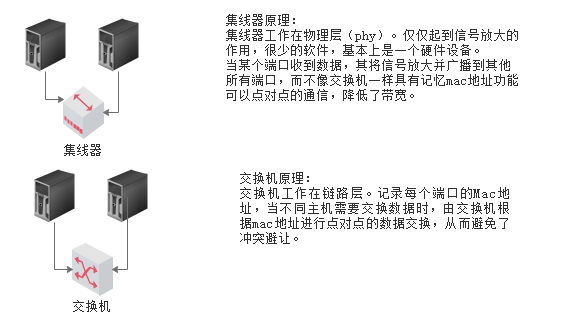 集线器原理：
集线器工作在物理层（phy）。仅仅起到信号放大的
作用，很少的软件，基本上是一个硬件设备。
当某个端口收到数据，其将信号放大并广播到其他
所有端口，而不像交换机一样具有记忆mac地址功能
可以点对点的通信，降低了带宽。
集线器
交换机原理：
交换机工作在链路层。记录每个端口的Mac地
址，当不同主机需要交换数据时，由交换机根
据mac地址进行点对点的数据交换，从而避免了
冲突避让。
交换机